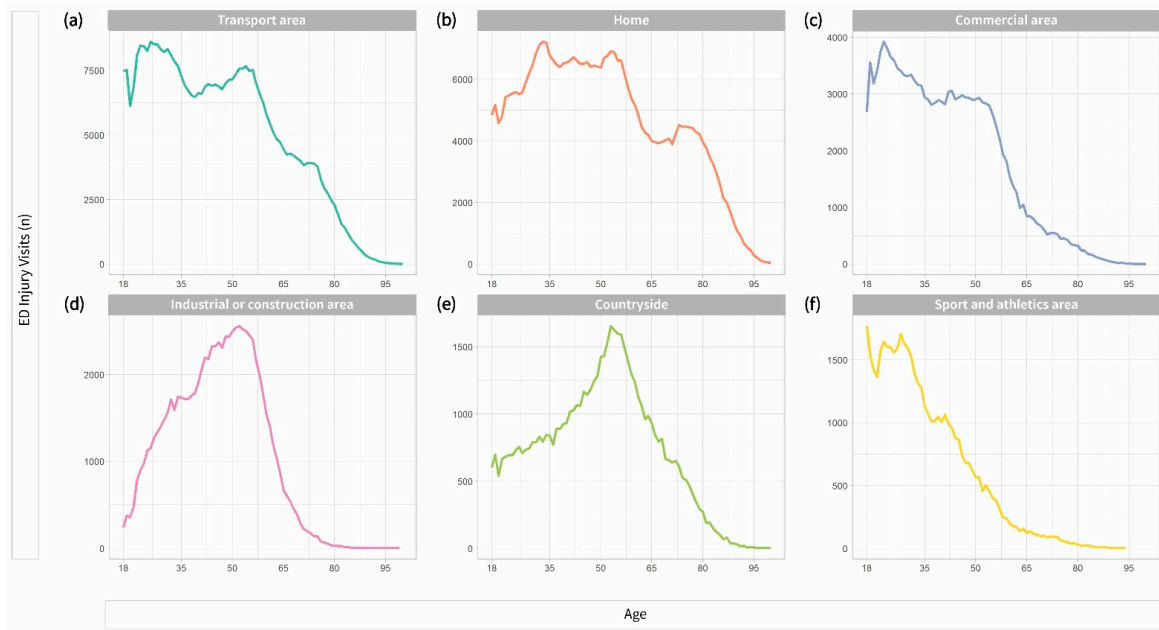 (a) Transport area
7500
5000
2500
0
18 35 50 65 80 95
(b) Home
6000
4000
2000
0
18 35 50 65 80 95
(c) Commercial area
4000
3000
2000
1000
0
18 35 50 65 80 95
(d) Industrial or construction area
2000
1000
0
18 35 50 65 80 95
(e) Countryside
1500
1000
500
0
18 35 50 65 80 95
(f) Sport and athletics area
1500
1000
500
0
18 35 50 65 80 95
ED Injury Visits (n)
Age